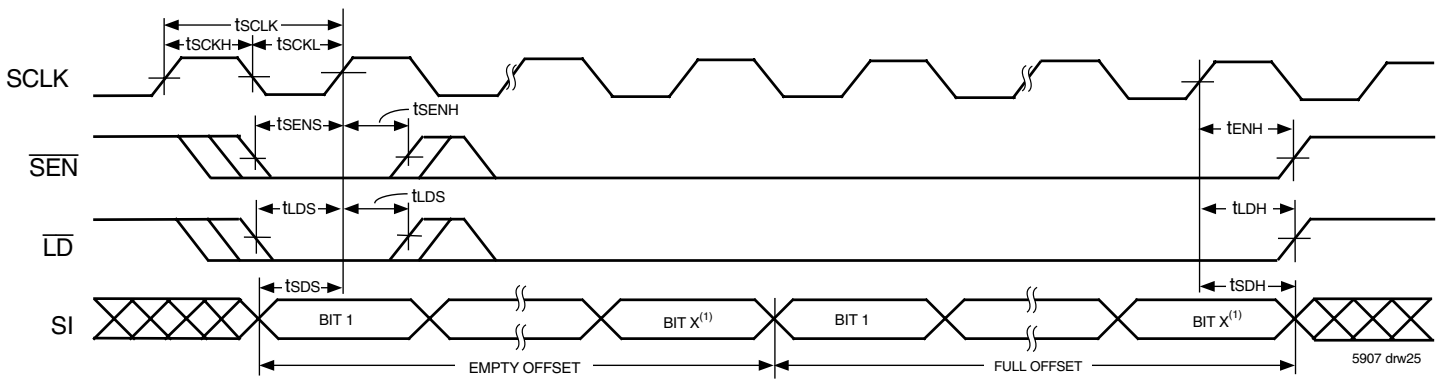 tSCLK
tSCKH
tSCKL
SCLK
tSENS
tSENH
tENH
SEN
tLDS
tLDS
tLDH
LD
tSDS
tSDH
SI
BIT 1
BIT X(1)
BIT 1
BIT X(1)
EMPTY OFFSET
FULL OFFSET
5907 drw25